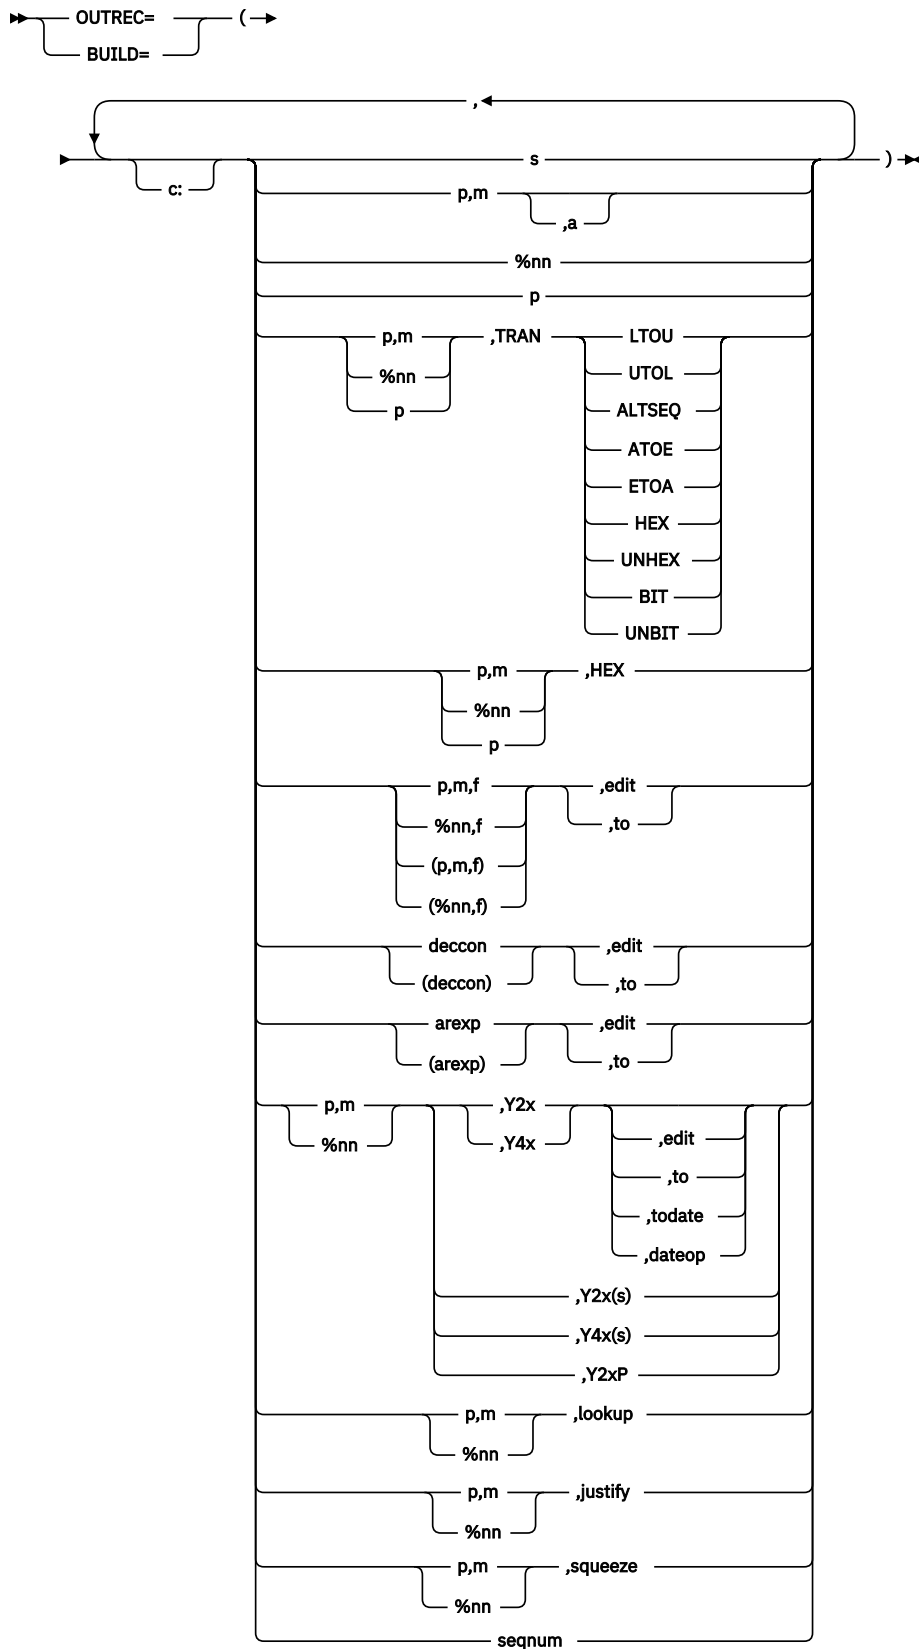 OUTREC= (
BUILD=
,
s )
c:
p,m
,a
%nn
p
p,m ,TRAN LTOU
%nn UTOL
p ALTSEQ
ATOE
ETOA
HEX
UNHEX
BIT
UNBIT
p,m ,HEX
%nn
p
p,m,f ,edit
%nn,f ,to
(p,m,f)
(%nn,f)
deccon ,edit
(deccon) ,to
arexp ,edit
(arexp) ,to
p,m ,Y2x
%nn ,Y4x ,edit
,to
,todate
,dateop
,Y2x(s)
,Y4x(s)
,Y2xP
p,m ,lookup
%nn
p,m ,justify
%nn
p,m ,squeeze
%nn
seqnum